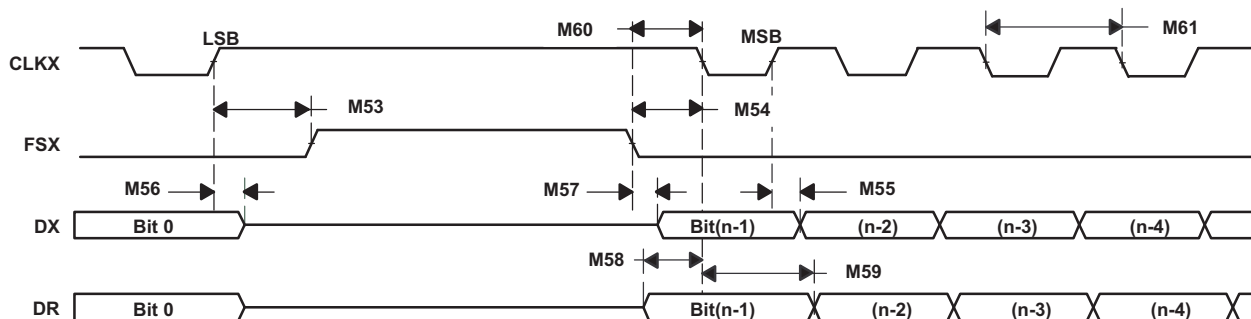 M60 M61
LSB MSB
CLKX
M53 M54
FSX
M56 M57 M55
DX Bit 0 Bit(n-1) (n-2) (n-3) (n-4)
M58 M59
DR Bit 0 Bit(n-1) (n-2) (n-3) (n-4)